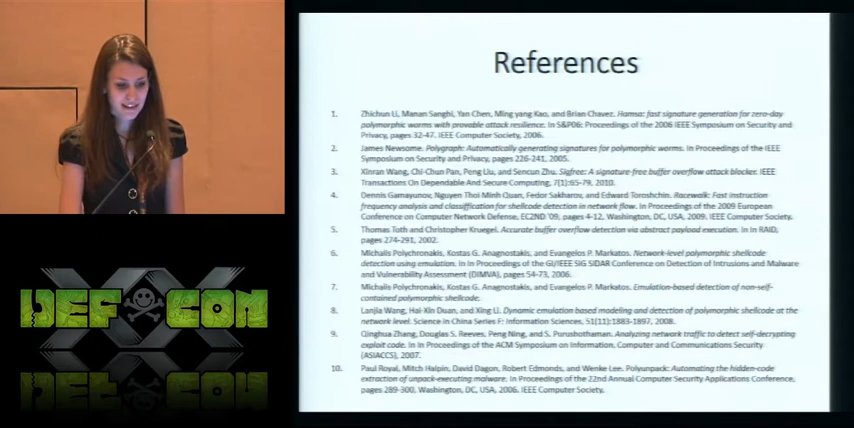 References
1. Zhichun Li, Manan Sanghi, Yan Chen, Ming yang Kao, and Brian Chavez. Hamsa: fast signature generation for zero-day
polymorphic worms with provable attack resilience. In S&P06: Proceedings of the 2006 IEEE Symposium on Security and
Privacy, pages 32-47. IEEE Computer Society, 2006.
2. James Newsome. Polygraph: Automatically generating signatures for polymorphic worms. In Proceedings of the IEEE
Symposium on Security and Privacy, pages 226-241, 2005.
3. Xinran Wang, Chi-Chun Pan, Peng Liu, and Sencun Zhu. Sigfree: A signature-free buffer overflow attack blocker. IEEE
Transactions On Dependable And Secure Computing, 7(1):65-79, 2010.
4. Dennis Gamayunov, Nguyen Thoi Minh Quan, Fedor Sakharov, and Edward Toroshchin. Racewalk: Fast instruction
frequency analysis and classification for shellcode detection in network flow. In Proceedings of the 2009 European
Conference on Computer Network Defense, EC2ND '09, pages 4-12, Washington, DC, USA, 2009. IEEE Computer Society.
5. Thomas Toth and Christopher Kruegel. Accurate buffer overflow detection via abstract payload execution. In In RAID,
pages 274-291, 2002.
6. Michalis Polychronakis, Kostas G. Anagnostakis, and Evangelos P. Markatos. Network-level polymorphic shellcode
detection using emulation. In In Proceedings of the GI/IEEE SIG SIDAR Conference on Detection of Intrusions and Malware
and Vulnerability Assessment (DIMVA), pages 54-73, 2006.
7. Michalis Polychronakis, Kostas G. Anagnostakis, and Evangelos P. Markatos. Emulation-based detection of non-self-
contained polymorphic shellcode.
8. Lanjia Wang, Hai-Xin Duan, and Xing Li. Dynamic emulation based modeling and detection of polymorphic shellcode at the
network level. Science in China Series F: Information Sciences, 51(11):1883-1897, 2008.
9. Qinghua Zhang, Douglas S. Reeves, Peng Ning, and S. Purushothaman. Analyzing network traffic to detect self-decrypting
exploit code. In In Proceedings of the ACM Symposium on Information, Computer and Communications Security
(ASIACCS), 2007.
10. Paul Royal, Mitch Halpin, David Dagon, Robert Edmonds, and Wenke Lee. Polyunpack: Automating the hidden-code
extraction of unpack-executing malware. In Proceedings of the 22nd Annual Computer Security Applications Conference,
pages 289-300, Washington, DC, USA, 2006. IEEE Computer Society.
DEF CON
XX